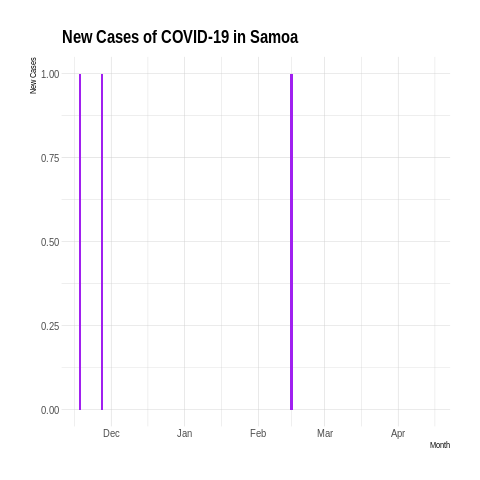 New Cases of COVID-19 in Samoa
New Cases
1.00
0.75
0.50
0.25
0.00
Dec Jan Feb Mar Apr
Month